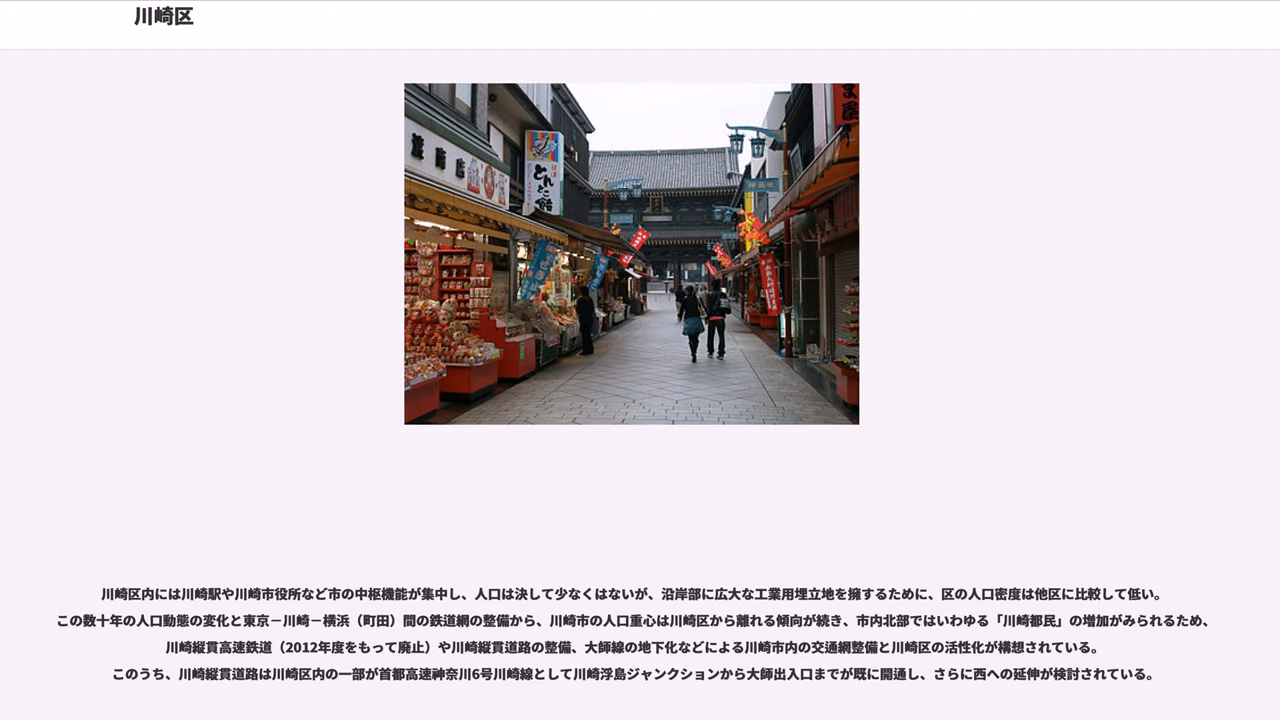 川崎区
とんとこ飴
川崎区内には川崎駅や川崎市役所など市の中枢機能が集中し、人口は決して少なくはないが、沿岸部に広大な工業用埋立地を擁するために、区の人口密度は他区に比較して低い。
この数十年の人口動態の変化と東京－川崎－横浜（町田）間の鉄道網の整備から、川崎市の人口重心は川崎区から離れる傾向が続き、市内北部ではいわゆる「川崎都民」の増加がみられるため、
川崎縦貫高速鉄道（2012年度をもって廃止）や川崎縦貫道路の整備、大師線の地下化などによる川崎市内の交通網整備と川崎区の活性化が構想されている。
このうち、川崎縦貫道路は川崎区内の一部が首都高速神奈川6号川崎線として川崎浮島ジャンクションから大師出入口までが既に開通し、さらに西への延伸が検討されている。